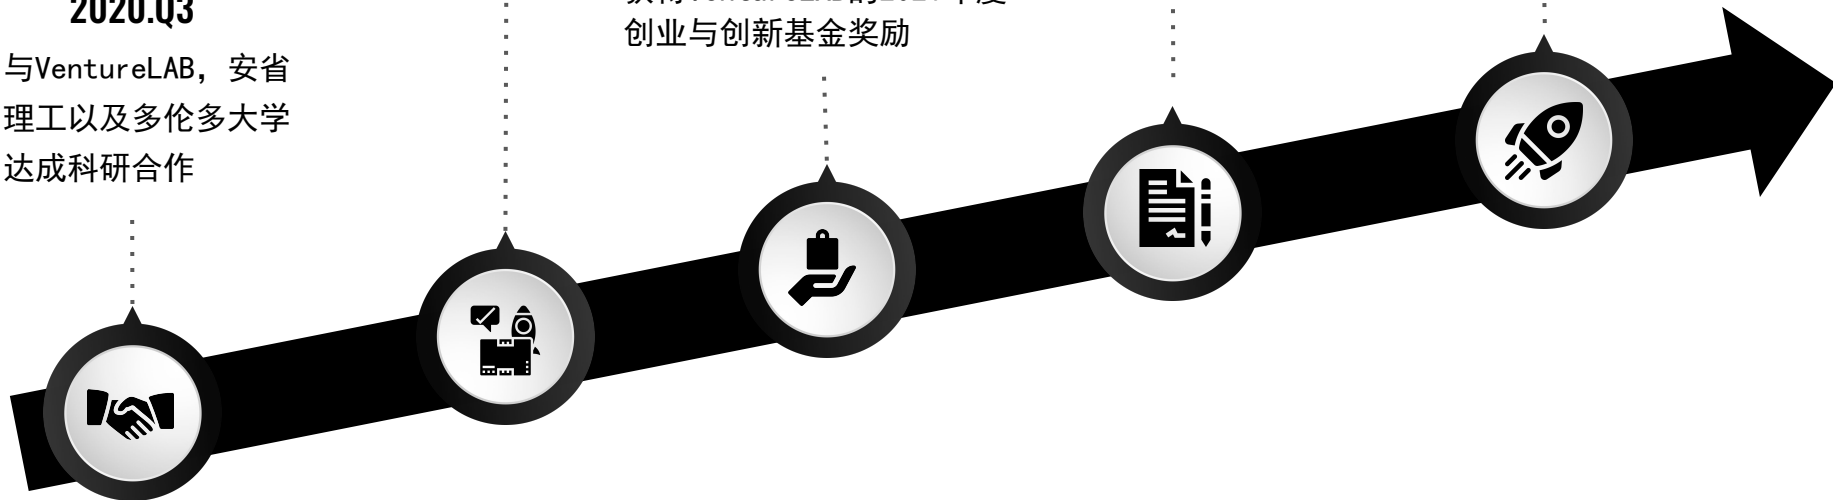 2020.Q3
与VentureLAB，安省
理工以及多伦多大学
达成科研合作
创业与创新基金奖励